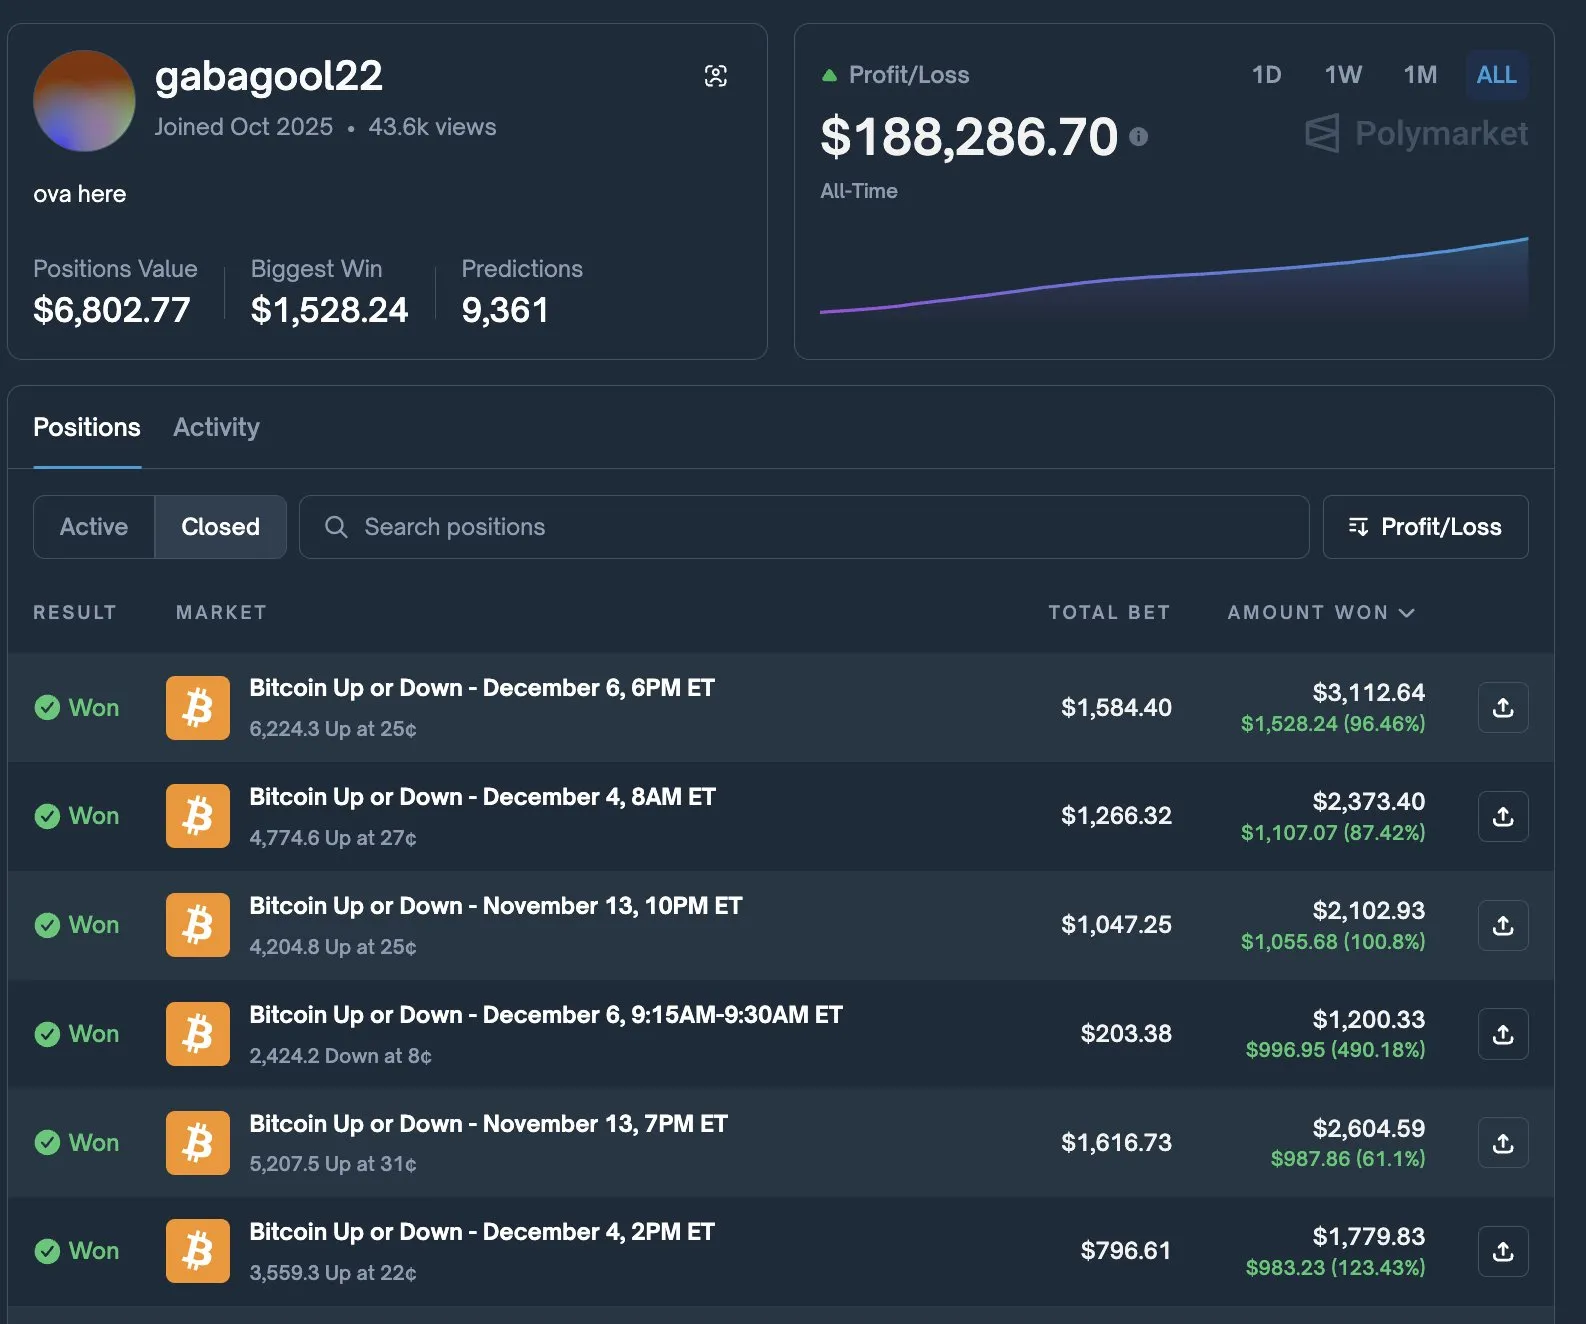 gabagool22
Joined Oct 2025 • 43.6k views
ova here
Positions Value
$6,802.77
Biggest Win
$1,528.24
Predictions
9,361
Profit/Loss
1D 1W 1M ALL
$188,286.70
Polymarket
All-Time
Positions Activity
Active Closed Search positions Profit/Loss
RESULT MARKET TOTAL BET AMOUNT WON
Won
Bitcoin Up or Down - December 6, 6PM ET
6,224.3 Up at 25¢
$1,584.40
$3,112.64
$1,528.24 (96.46%)
Won
Bitcoin Up or Down - December 4, 8AM ET
4,774.6 Up at 27¢
$1,266.32
$2,373.40
$1,107.07 (87.42%)
Won
Bitcoin Up or Down - November 13, 10PM ET
4,204.8 Up at 25¢
$1,047.25
$2,102.93
$1,055.68 (100.8%)
Won
Bitcoin Up or Down - December 6, 9:15AM-9:30AM ET
2,424.2 Down at 8¢
$203.38
$1,200.33
$996.95 (490.18%)
Won
Bitcoin Up or Down - November 13, 7PM ET
5,207.5 Up at 31¢
$1,616.73
$2,604.59
$987.86 (61.1%)
Won
Bitcoin Up or Down - December 4, 2PM ET
3,559.3 Up at 22¢
$796.61
$1,779.83
$983.23 (123.43%)